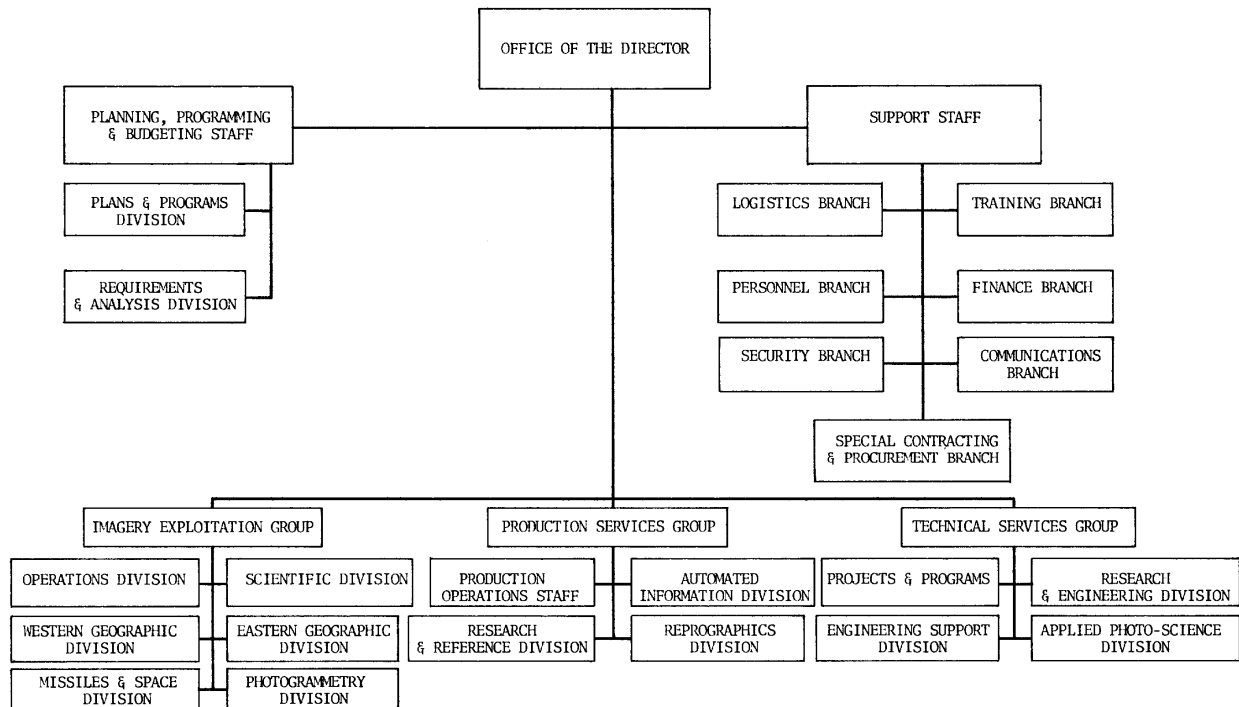 OFFICE OF THE DIRECTOR
PLANNING, PROGRAMMING
& BUDGETING STAFF
SUPPORT STAFF
PLANS & PROGRAMS
DIVISION
REQUIREMENTS
& ANALYSIS DIVISION
LOGISTICS BRANCH
TRAINING BRANCH
PERSONNEL BRANCH
FINANCE BRANCH
SECURITY BRANCH
COMMUNICATIONS
BRANCH
SPECIAL CONTRACTING
& PROCUREMENT BRANCH
IMAGERY EXPLOITATION GROUP
PRODUCTION SERVICES GROUP
TECHNICAL SERVICES GROUP
OPERATIONS DIVISION
SCIENTIFIC DIVISION
WESTERN GEOGRAPHIC
DIVISION
EASTERN GEOGRAPHIC
DIVISION
MISSILES & SPACE
DIVISION
PHOTOGRAMMETRY
DIVISION
PRODUCTION
OPERATIONS STAFF
AUTOMATED
INFORMATION DIVISION
RESEARCH
& REFERENCE DIVISION
REPROGRAPHICS
DIVISION
PROJECTS & PROGRAMS
RESEARCH
& ENGINEERING DIVISION
ENGINEERING SUPPORT
DIVISION
APPLIED PHOTO-SCIENCE
DIVISION